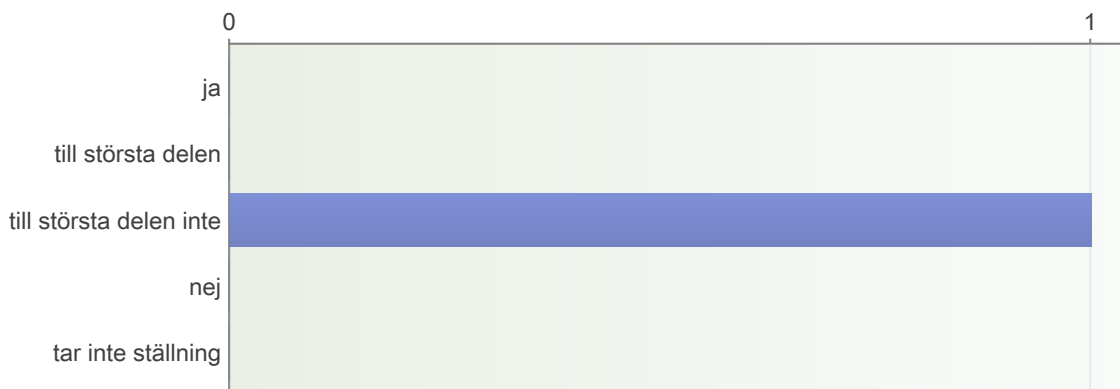 0 1
ja
till största delen
till största delen inte
nej
tar inte ställning